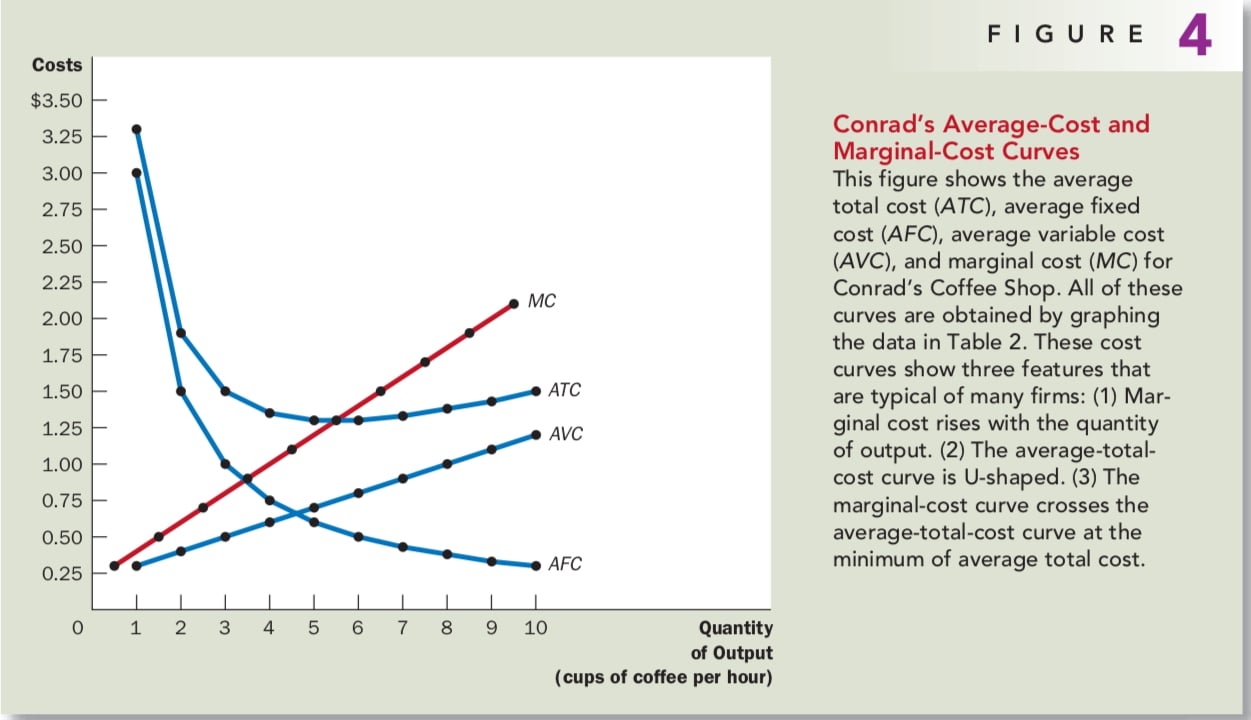 FIGURE 4
Costs
$3.50
3.25
3.00
2.75
2.50
2.25
2.00
1.75
1.50
1.25
1.00
0.75
0.50
0.25
MC
ATC
AVC
AFC
0 1 2 3 4 5 6 7 8 9 10
Quantity
of Output
(cups of coffee per hour)
Conrad's Average-Cost and
Marginal-Cost Curves
This figure shows the average
total cost (ATC), average fixed
cost (AFC), average variable cost
(AVC), and marginal cost (MC) for
Conrad's Coffee Shop. All of these
curves are obtained by graphing
the data in Table 2. These cost
curves show three features that
are typical of many firms: (1) Mar-
ginal cost rises with the quantity
of output. (2) The average-total-
cost curve is U-shaped. (3) The
marginal-cost curve crosses the
average-total-cost curve at the
minimum of average total cost.